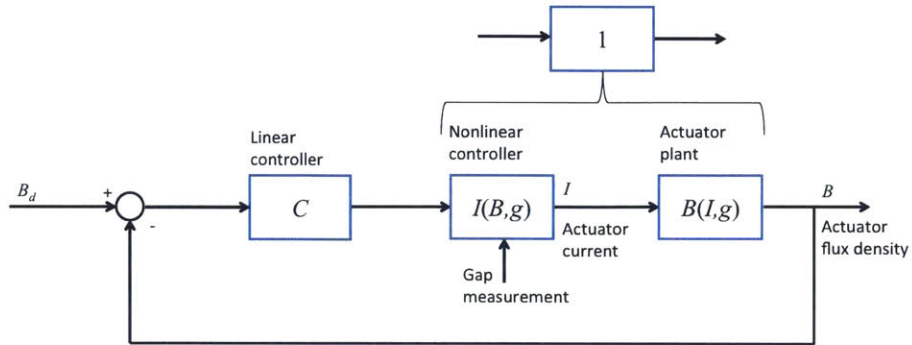 1
Linear
controller
Nonlinear
controller
Actuator
plant
B_d
+
-
C
I(B,g)
I
B(I,g)
B
Actuator
current
Actuator
flux density
Gap
measurement